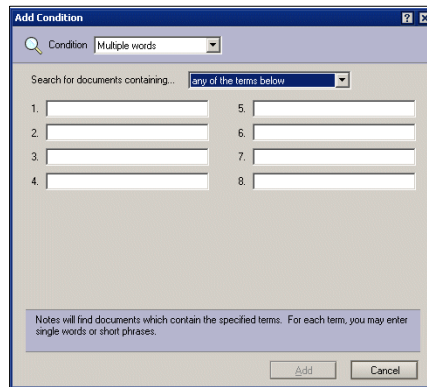 Add Condition
Condition Multiple words
Search for documents containing... any of the terms below
1. 5.
2. 6.
3. 7.
4. 8.
Notes will find documents which contain the specified terms. For each term, you may enter
single words or short phrases.
Add Cancel